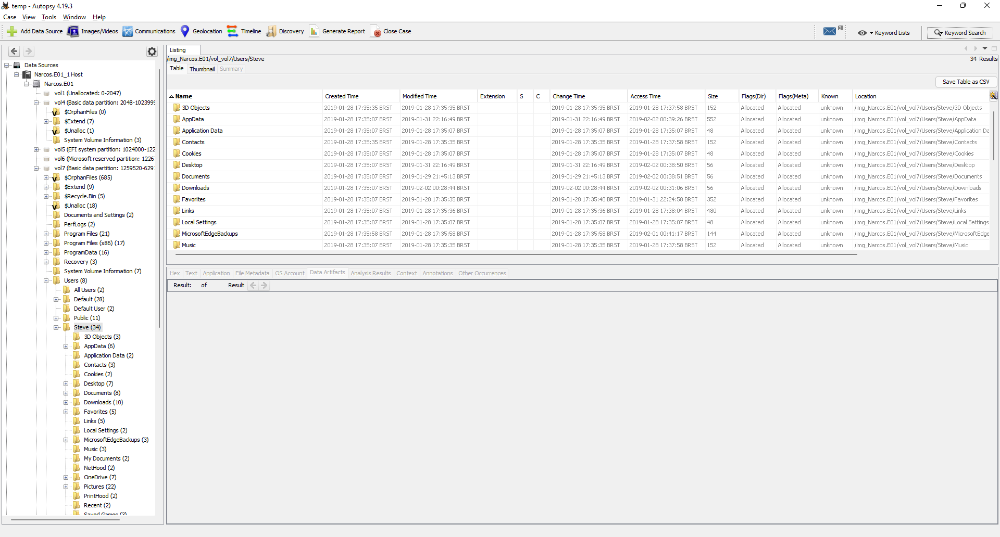 temp - Autopsy 4.19.3
Case View Tools Window Help
Add Data Source Images/Videos Communications Geolocation Timeline Discovery Generate Report Close Case 3 Keyword Lists Keyword Search
Data Sources
Narcos.E01_1 Host
Narcos.E01
vol1 (Unallocated: 0-2047)
vol4 (Basic data partition: 2048-1023999
$OrphanFiles (0)
$Extend (7)
$Unalloc (1)
System Volume Information (3)
vol5 (EFI system partition: 1024000-122
vol6 (Microsoft reserved partition: 1226
vol7 (Basic data partition: 1259520-629
$OrphanFiles (685)
$Extend (9)
$Recycle.Bin (5)
$Unalloc (18)
Documents and Settings (2)
PerfLogs (2)
Program Files (21)
Program Files (x86) (17)
ProgramData (16)
Recovery (3)
System Volume Information (7)
Users (8)
All Users (2)
Default (28)
Default User (2)
Public (11)
Steve (34)
3D Objects (3)
AppData (6)
Application Data (2)
Contacts (3)
Cookies (2)
Desktop (7)
Documents (8)
Downloads (10)
Favorites (5)
Links (5)
Local Settings (2)
MicrosoftEdgeBackups (3)
Music (3)
My Documents (2)
NetHood (2)
OneDrive (7)
Pictures (22)
PrintHood (2)
Recent (2)
Saved Games (3)
Listing
/img_Narcos.E01/vol_vol7/Users/Steve
34 Results
Table Thumbnail Summary
Save Table as CSV
Name Created Time Modified Time Extension S C Change Time Access Time Size Flags(Dir) Flags(Meta) Known Location
3D Objects 2019-01-28 17:35:35 BRST 2019-01-28 17:35:35 BRST 2019-01-28 17:35:35 BRST 2019-01-28 17:37:58 BRST 152 Allocated Allocated unknown /img_Narcos.E01/vol_vol7/Users/Steve/3D Objects
AppData 2019-01-28 17:35:07 BRST 2019-01-31 22:16:49 BRST 2019-01-31 22:16:49 BRST 2019-02-02 00:39:26 BRST 552 Allocated Allocated unknown /img_Narcos.E01/vol_vol7/Users/Steve/AppData
Application Data 2019-01-28 17:35:07 BRST 2019-01-28 17:35:07 BRST 2019-01-28 17:35:07 BRST 2019-01-28 17:35:07 BRST 48 Allocated Allocated unknown /img_Narcos.E01/vol_vol7/Users/Steve/Application Da
Contacts 2019-01-28 17:35:35 BRST 2019-01-28 17:35:35 BRST 2019-01-28 17:35:35 BRST 2019-01-28 17:37:58 BRST 152 Allocated Allocated unknown /img_Narcos.E01/vol_vol7/Users/Steve/Contacts
Cookies 2019-01-28 17:35:07 BRST 2019-01-28 17:35:07 BRST 2019-01-28 17:35:07 BRST 2019-01-28 17:35:07 BRST 48 Allocated Allocated unknown /img_Narcos.E01/vol_vol7/Users/Steve/Cookies
Desktop 2019-01-28 17:35:07 BRST 2019-01-31 22:16:49 BRST 2019-01-31 22:16:49 BRST 2019-02-02 00:38:50 BRST 56 Allocated Allocated unknown /img_Narcos.E01/vol_vol7/Users/Steve/Desktop
Documents 2019-01-28 17:35:07 BRST 2019-01-29 21:45:13 BRST 2019-01-29 21:45:13 BRST 2019-02-02 00:38:51 BRST 56 Allocated Allocated unknown /img_Narcos.E01/vol_vol7/Users/Steve/Documents
Downloads 2019-01-28 17:35:07 BRST 2019-02-02 00:28:44 BRST 2019-02-02 00:28:44 BRST 2019-02-02 00:31:06 BRST 56 Allocated Allocated unknown /img_Narcos.E01/vol_vol7/Users/Steve/Downloads
Favorites 2019-01-28 17:35:07 BRST 2019-01-28 17:35:35 BRST 2019-01-28 17:35:40 BRST 2019-01-31 22:24:58 BRST 352 Allocated Allocated unknown /img_Narcos.E01/vol_vol7/Users/Steve/Favorites
Links 2019-01-28 17:35:07 BRST 2019-01-28 17:35:36 BRST 2019-01-28 17:35:36 BRST 2019-01-28 17:38:04 BRST 480 Allocated Allocated unknown /img_Narcos.E01/vol_vol7/Users/Steve/Links
Local Settings 2019-01-28 17:35:07 BRST 2019-01-28 17:35:07 BRST 2019-01-28 17:35:07 BRST 2019-01-28 17:35:07 BRST 48 Allocated Allocated unknown /img_Narcos.E01/vol_vol7/Users/Steve/Local Settings
MicrosoftEdgeBackups 2019-01-28 17:35:58 BRST 2019-01-28 17:35:58 BRST 2019-01-28 17:35:58 BRST 2019-02-01 00:41:17 BRST 144 Allocated Allocated unknown /img_Narcos.E01/vol_vol7/Users/Steve/MicrosoftEdge
Music 2019-01-28 17:35:07 BRST 2019-01-28 17:35:35 BRST 2019-01-28 17:35:35 BRST 2019-01-28 17:37:58 BRST 152 Allocated Allocated unknown /img_Narcos.E01/vol_vol7/Users/Steve/Music
Hex Text Application File Metadata OS Account Data Artifacts Analysis Results Context Annotations Other Occurrences
Result: of Result